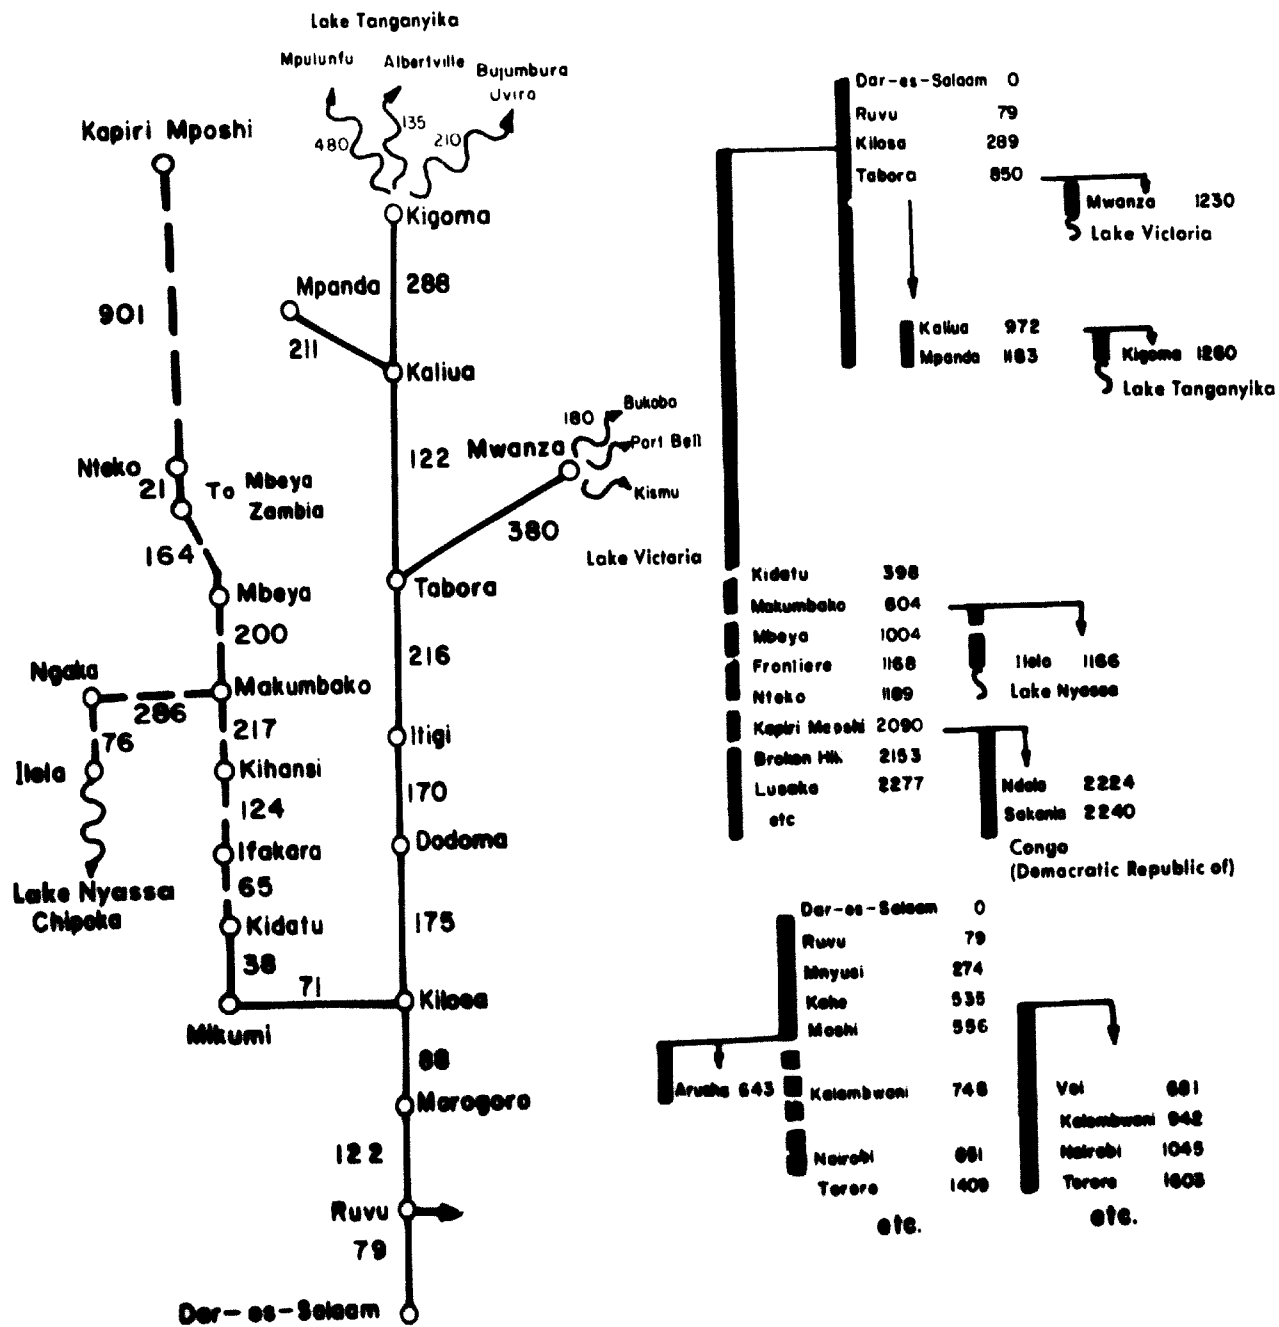 Lake Tanganyika
Mpulunfu
Albertville
Bujumbura
Uvira
480
135
210
Kapiri Mposhi
Kigoma
288
Mpanda
211
Kaliua
901
122
Mwanza
180
Bukoba
Port Bell
Kismu
380
Lake Victoria
Nteko
21
To Mbeya
Zambia
164
Mbeya
Tabora
200
216
Ngaka
Makumbako
286
217
76
Itigi
Ilela
Kihansi
124
170
Dodoma
Ifakara
65
Lake Nyassa
Chipoka
Kidatu
175
38
71
Kilosa
Mikumi
88
Morogoro
122
Ruvu
79
Dar-es-Salaam
Dar-es-Salaam 0
Ruvu 79
Kilosa 289
Tabora 850
Mwanza 1230
Lake Victoria
Kaliua 972
Mpanda 1183
Kigoma 1260
Lake Tanganyika
Kidatu 398
Makumbako 804
Mbeya 1004
Frontiere 1168
Nteko 1189
Kapiri Mposhi 2090
Broken Hill 2153
Lusaka 2277
etc
Ilela 1166
Lake Nyassa
Ndola 2224
Sakania 2240
Congo
(Democratic Republic of)
Dar-es-Salaam 0
Ruvu 79
Mnyusi 274
Kahe 535
Moshi 556
Arusha 643
Kalembwani 748
Nairobi 851
Tororo 1409
etc.
Voi 681
Kalembwani 942
Nairobi 1045
Tororo 1603
etc.